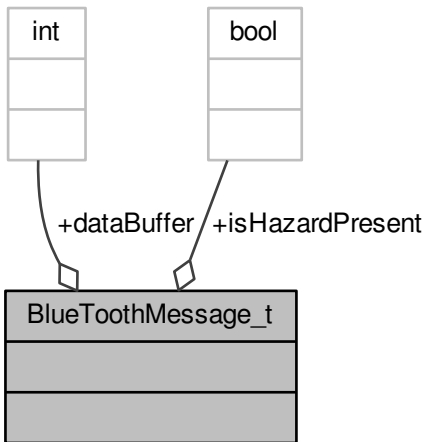 int
bool
+dataBuffer
+isHazardPresent
BlueToothMessage_t